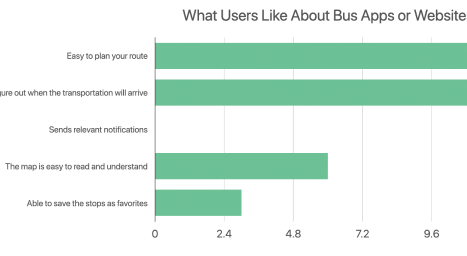 What Users Like About Bus Apps or Website
Easy to plan your route
gure out when the transportation will arrive
Sends relevant notifications
The map is easy to read and understand
Able to save the stops as favorites
0 2.4 4.8 7.2 9.6